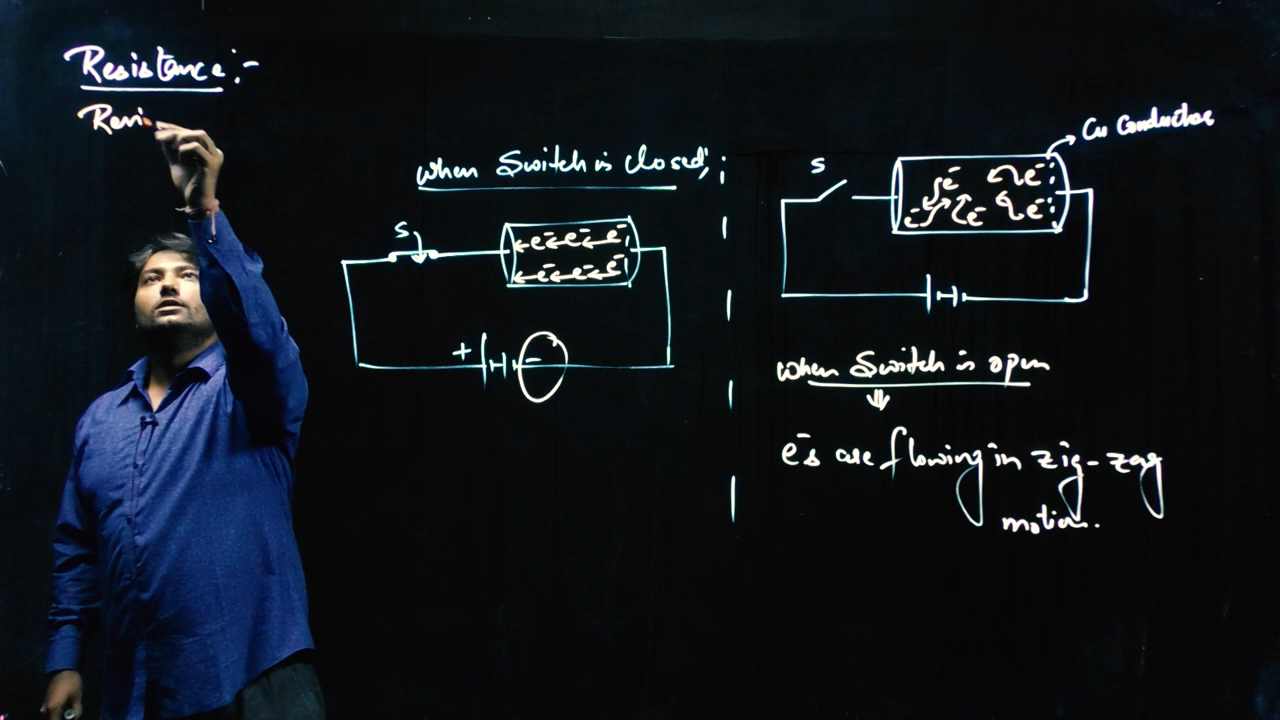 Resistance :-
Resi
when Switch is closed;
S
e⁻ e⁻ e⁻
e⁻ e⁻ e⁻
+ -
Cu Conductor
S
e⁻ e⁻
e⁻ e⁻ e⁻
when Switch is open
⇓
e⁻s are flowing in zig-zag
motion.